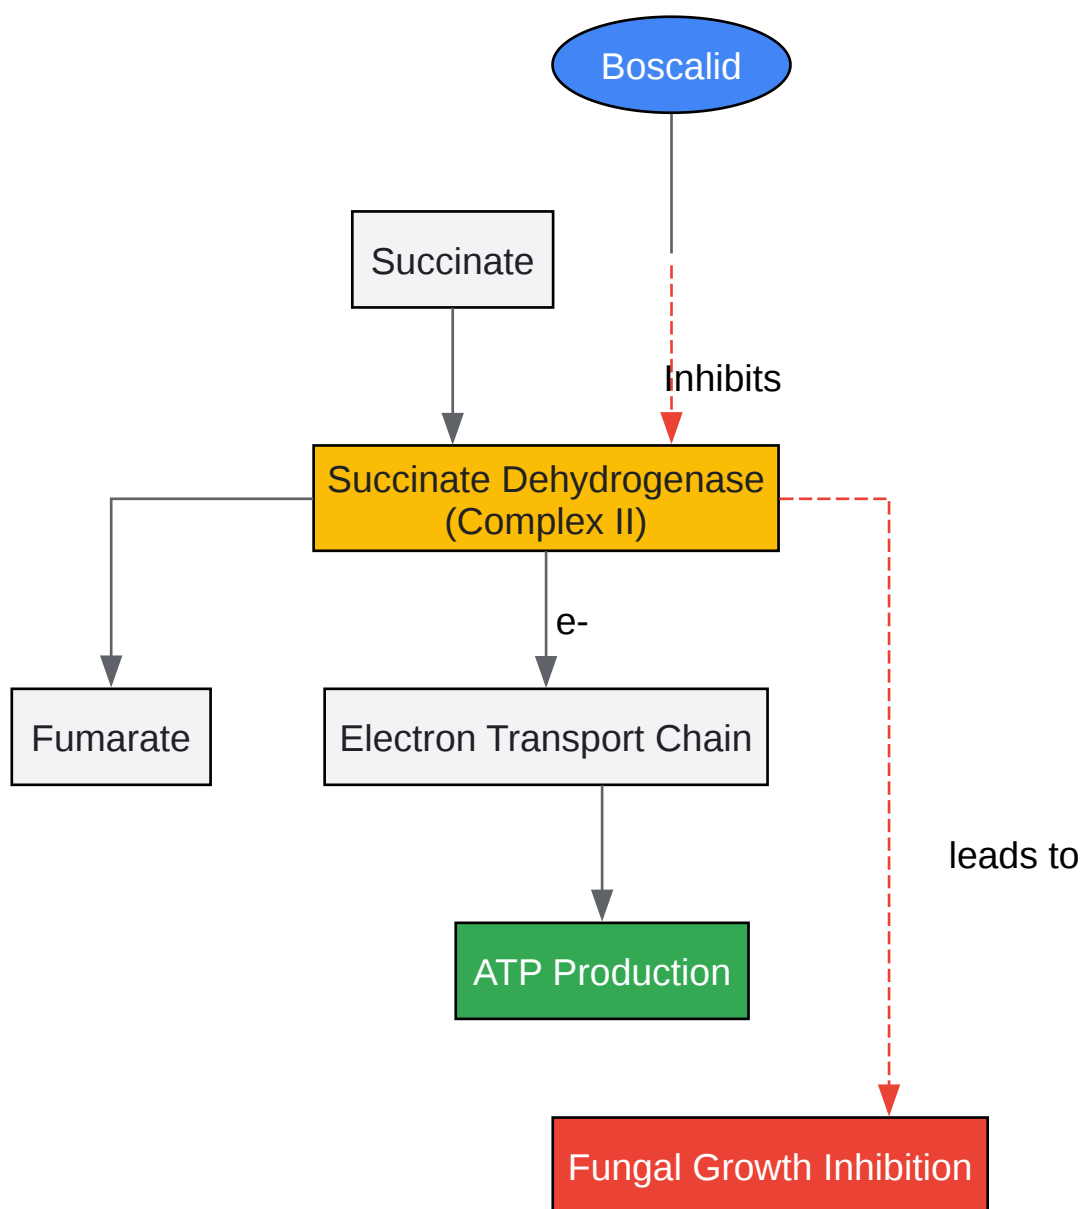 Boscalid
Succinate
Inhibits
Succinate Dehydrogenase
(Complex II)
e-
Fumarate
Electron Transport Chain
leads to
ATP Production
Fungal Growth Inhibition